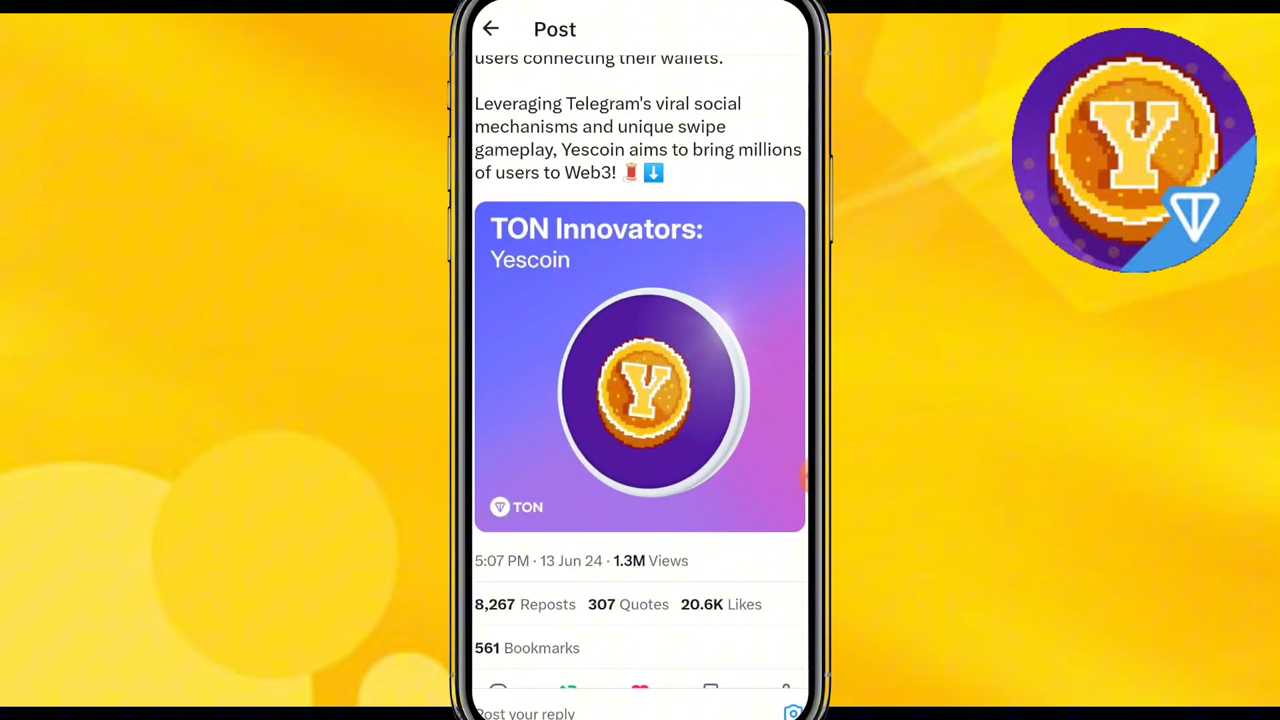 Post
users connecting their wallets.
Leveraging Telegram's viral social
mechanisms and unique swipe
gameplay, Yescoin aims to bring millions
of users to Web3! 🧵⬇️
TON Innovators:
Yescoin
Y
TON
5:07 PM · 13 Jun 24 · 1.3M Views
8,267 Reposts 307 Quotes 20.6K Likes
561 Bookmarks
Post your reply
Y